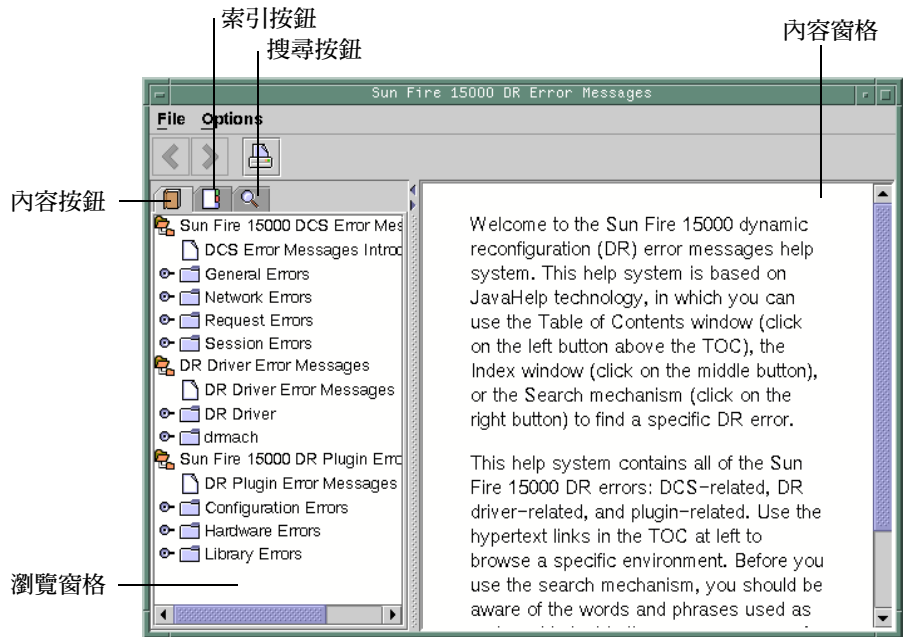 索引按鈕
搜尋按鈕
內容窗格
Sun Fire 15000 DR Error Messages
File Options
內容按鈕
Sun Fire 15000 DCS Error Mes
DCS Error Messages Introd
General Errors
Network Errors
Request Errors
Session Errors
DR Driver Error Messages
DR Driver Error Messages
DR Driver
drmach
Sun Fire 15000 DR Plugin Erro
DR Plugin Error Messages
Configuration Errors
Hardware Errors
Library Errors
瀏覽窗格
Welcome to the Sun Fire 15000 dynamic
reconfiguration (DR) error messages help
system. This help system is based on
JavaHelp technology, in which you can
use the Table of Contents window (click
on the left button above the TOC), the
Index window (click on the middle button),
or the Search mechanism (click on the
right button) to find a specific DR error.
This help system contains all of the Sun
Fire 15000 DR errors: DCS-related, DR
driver-related, and plugin-related. Use the
hypertext links in the TOC at left to
browse a specific environment. Before you
use the search mechanism, you should be
aware of the words and phrases used as